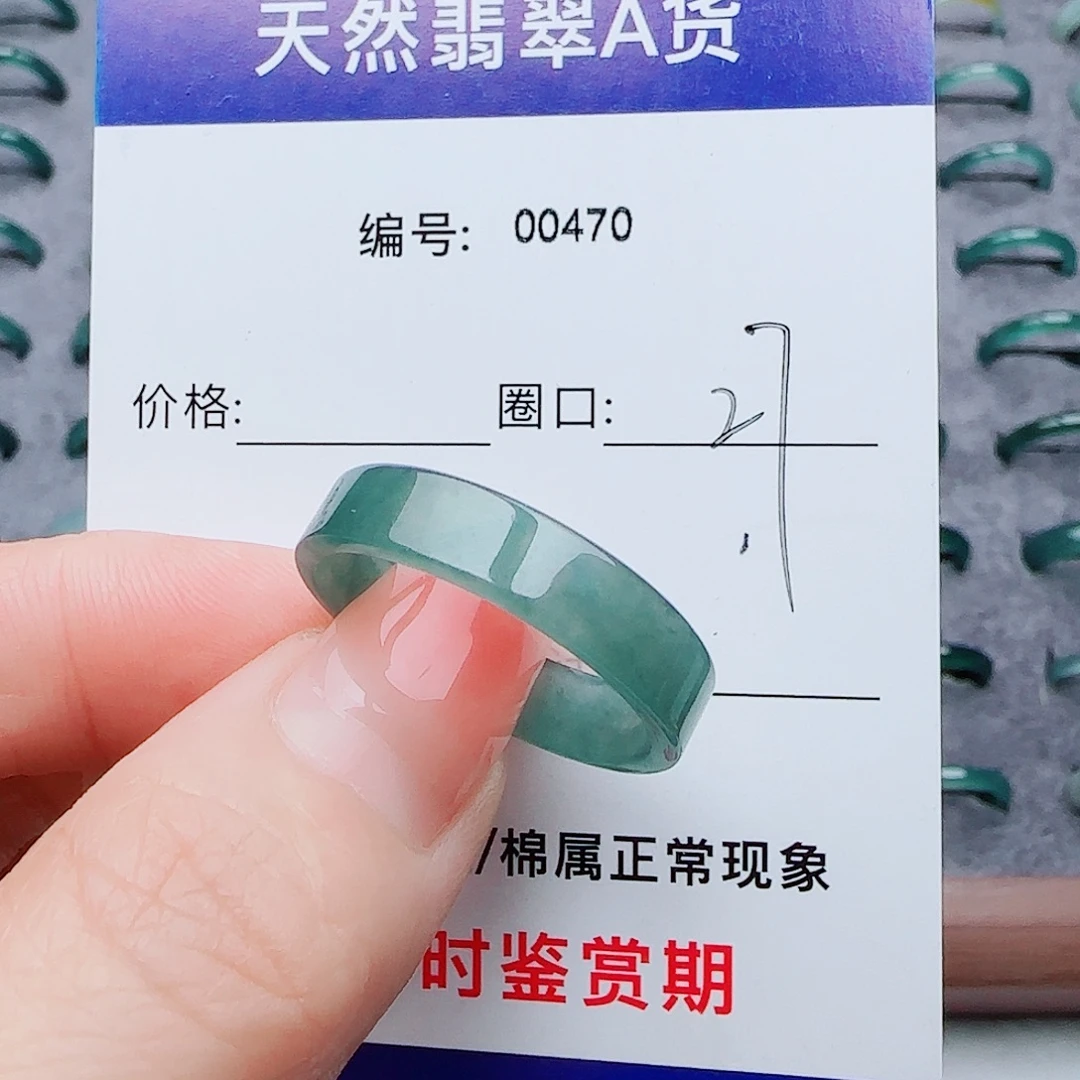 天然翡翠A货
编号: 00470
价格: 圈口: 27
/棉属正常现象
时鉴赏期